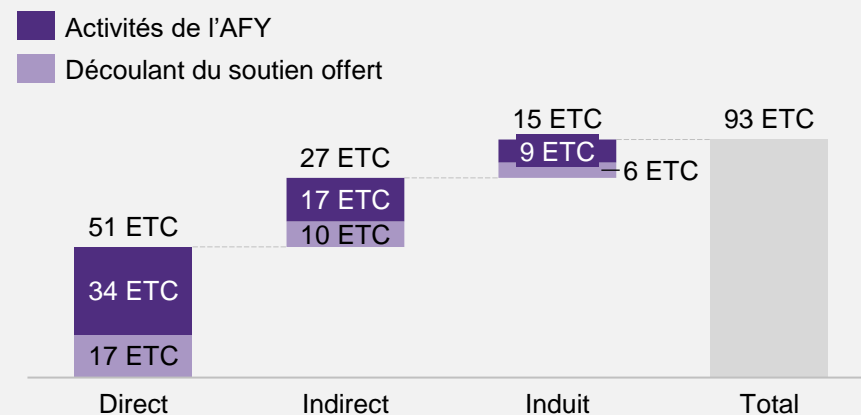 Activités de l'AFY
Découlant du soutien offert
15 ETC
93 ETC
9 ETC
6 ETC
27 ETC
17 ETC
10 ETC
51 ETC
34 ETC
17 ETC
Direct
Indirect
Induit
Total